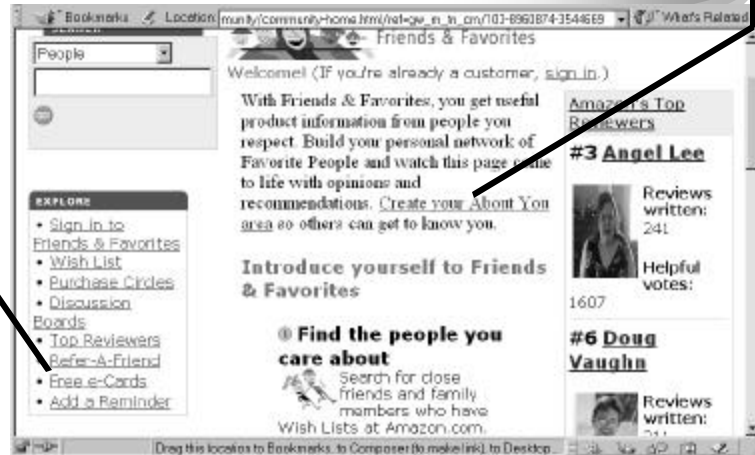 Bookmarks Location: munity/community-home.html/ref=gw_m_tn_cm/103-8960874-3544669 What's Related
SEARCH
People
EXPLORE
• Sign in to
Friends & Favorites
• Wish List
• Purchase Circles
• Discussion
Boards
• Top Reviewers
• Refer-A-Friend
• Free e-Cards
• Add a Reminder
Friends & Favorites
Welcome! (If you're already a customer, sign in.)
With Friends & Favorites, you get useful
product information from people you
respect. Build your personal network of
Favorite People and watch this page come
to life with opinions and
recommendations. Create your About You
area so others can get to know you.
Introduce yourself to Friends
& Favorites
Find the people you
care about
Search for close
friends and family
members who have
Wish Lists at Amazon.com.
Amazon's Top
Reviewers
#3 Angel Lee
Reviews
written:
241
Helpful
votes:
1607
#6 Doug
Vaughn
Reviews
written:
Drag this location to Bookmarks, to Composer (to make link), to Desktop...